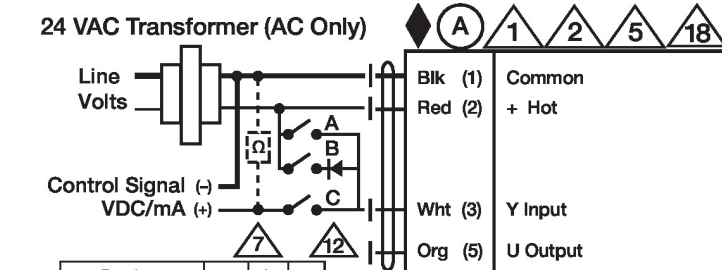 24 VAC Transformer (AC Only)
A 1 2 5 18
Line
Volts
Blk (1) Common
Red (2) + Hot
A
Ω
B
Control Signal (–)
VDC/mA (+)
C
Wht (3) Y Input
7 12
Org (5) U Output